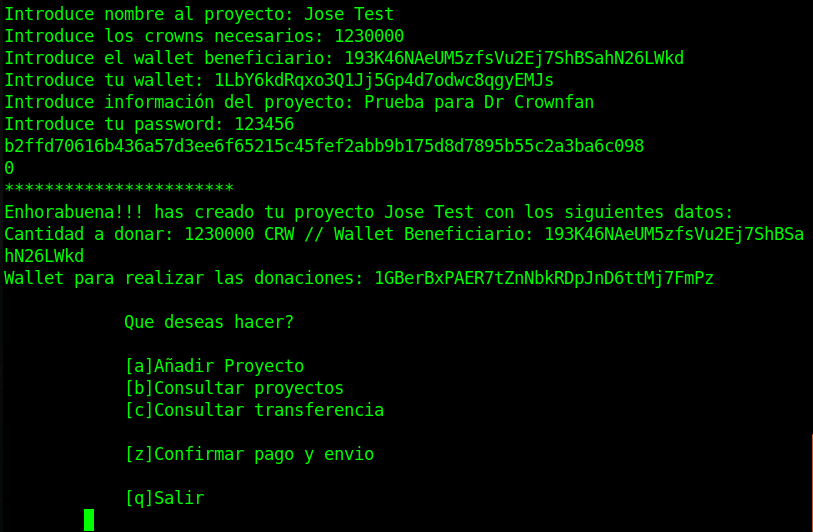 Introduce nombre al proyecto: Jose Test
Introduce los crowns necesarios: 1230000
Introduce el wallet beneficiario: 193K46NAeUM5zfsVu2Ej7ShBSahN26LWkd
Introduce tu wallet: 1LbY6kdRqxo3Q1Jj5Gp4d7odwc8qgyEMJs
Introduce información del proyecto: Prueba para Dr Crownfan
Introduce tu password: 123456
b2ffd70616b436a57d3ee6f65215c45fef2abb9b175d8d7895b55c2a3ba6c098
0
***********************
Enhorabuena!!! has creado tu proyecto Jose Test con los siguientes datos:
Cantidad a donar: 1230000 CRW // Wallet Beneficiario: 193K46NAeUM5zfsVu2Ej7ShBSa
hN26LWkd
Wallet para realizar las donaciones: 1GBerBxPAER7tZnNbkRDpJnD6ttMj7FmPz
Que deseas hacer?
[a]Añadir Proyecto
[b]Consultar proyectos
[c]Consultar transferencia
[z]Confirmar pago y envio
[q]Salir